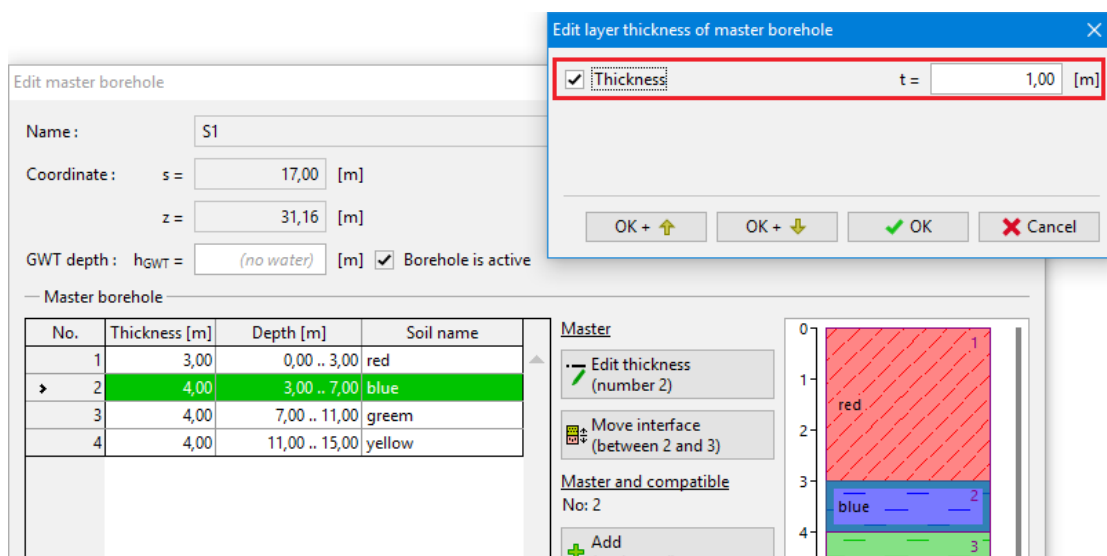 Edit layer thickness of master borehole
Thickness t = 1,00 [m]
OK + OK + OK Cancel
Edit master borehole
Name : S1
Coordinate : s = 17,00 [m]
z = 31,16 [m]
GWT depth : hGWT = (no water) [m] Borehole is active
Master borehole
No. Thickness [m] Depth [m] Soil name
1 3,00 0,00 .. 3,00 red
2 4,00 3,00 .. 7,00 blue
3 4,00 7,00 .. 11,00 greem
4 4,00 11,00 .. 15,00 yellow
Master
Edit thickness
(number 2)
Move interface
(between 2 and 3)
Master and compatible
No: 2
Add
0
1
1
red
2
3
2
blue
4
3